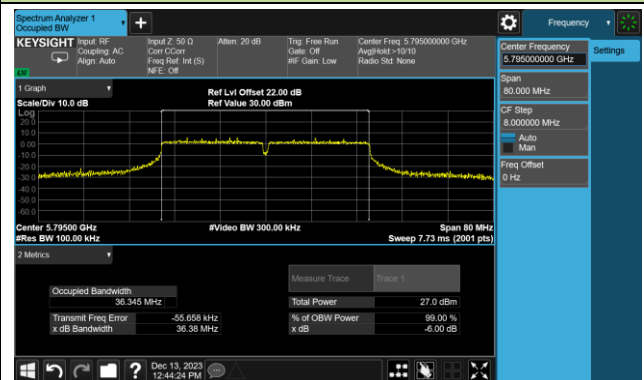 Spectrum Analyzer 1
Occupied BW
Frequency
KEYSIGHT
Input: RF
Coupling: AC
Align: Auto
Input Z: 50 Ω
Corr CCorr
Freq Ref: Int (S)
NFE: Off
Atten: 20 dB
Trig: Free Run
Gate: Off
#IF Gain: Low
Center Freq: 5.795000000 GHz
Avg|Hold:>10/10
Radio Std: None
LXI
Center Frequency
5.795000000 GHz
Settings
Span
80.000 MHz
CF Step
8.000000 MHz
Auto
Man
Freq Offset
0 Hz
1 Graph
Scale/Div 10.0 dB
Ref Lvl Offset 22.00 dB
Ref Value 30.00 dBm
Log
20.0
10.0
0.00
-10.0
-20.0
-30.0
-40.0
-50.0
-60.0
Center 5.79500 GHz
#Res BW 100.00 kHz
#Video BW 300.00 kHz
Span 80 MHz
Sweep 7.73 ms (2001 pts)
2 Metrics
Measure Trace
Trace 1
Occupied Bandwidth
36.345 MHz
Total Power
27.0 dBm
Transmit Freq Error
-55.658 kHz
% of OBW Power
99.00 %
x dB Bandwidth
36.38 MHz
x dB
-6.00 dB
Dec 13, 2023
12:44:24 PM